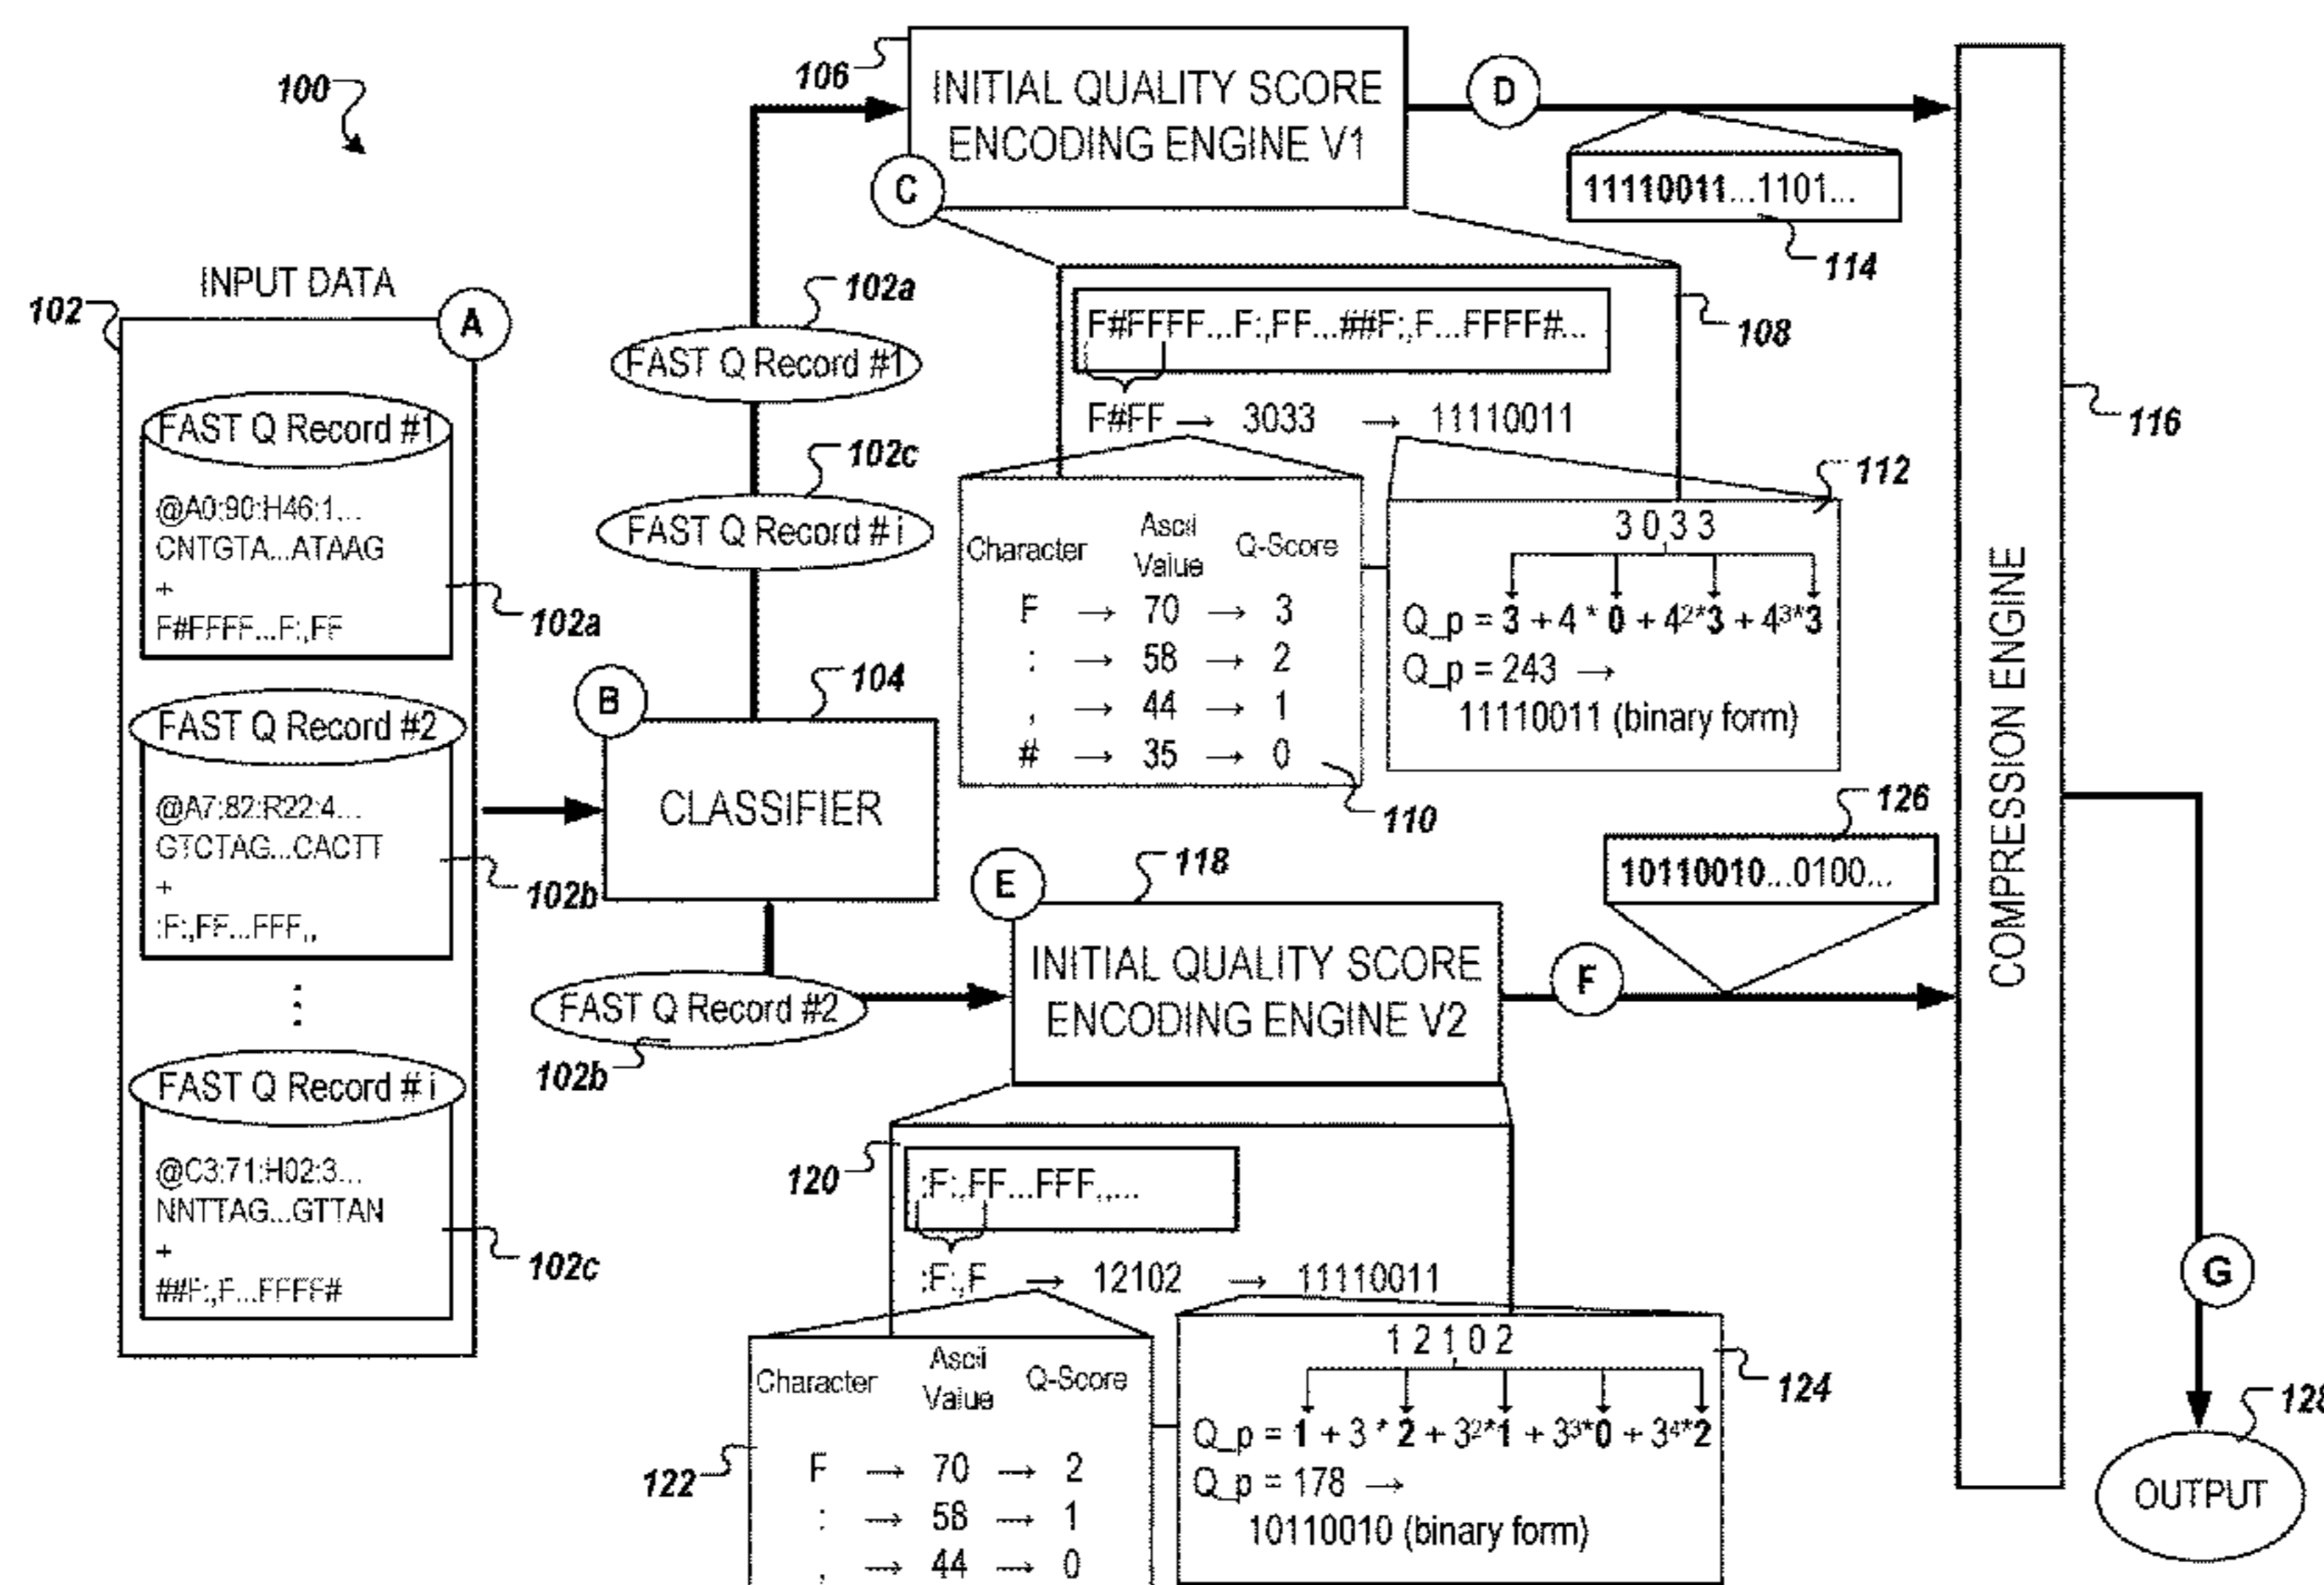 100
INPUT DATA
102
A
FAST Q Record #1
@A0:90:H46:1...
CNTGTA...ATAAG
+
F#FFFF...F:,FF
102a
FAST Q Record #2
@A7:82:R22:4...
GTCTAG...CACTT
+
:F:,FF...FFF,,
102b
FAST Q Record # i
@C3:71:H02:3...
NNTTAG...GTTAN
+
##F:,F...FFFF#
102c
B
104
CLASSIFIER
102a
FAST Q Record #1
102c
FAST Q Record # i
FAST Q Record #2
102b
106
INITIAL QUALITY SCORE
ENCODING ENGINE V1
C
D
11110011...1101...
114
F#FFFF...F:,FF...##F:,F...FFFF#...
108
F#FF → 3033 → 11110011
Character Ascii Value Q-Score
F → 70 → 3
: → 58 → 2
, → 44 → 1
# → 35 → 0
110
112
3 0 3 3
Q_p = 3 + 4 * 0 + 4²*3 + 4³*3
Q_p = 243 →
11110011 (binary form)
E
118
INITIAL QUALITY SCORE
ENCODING ENGINE V2
F
126
10110010...0100...
120
:F:,FF...FFF,,...
:F:,F → 12102 → 11110011
Character Ascii Value Q-Score
F → 70 → 2
: → 58 → 1
, → 44 → 0
122
1 2 1 0 2
124
Q_p = 1 + 3 * 2 + 3²*1 + 3³*0 + 3⁴*2
Q_p = 178 →
10110010 (binary form)
COMPRESSION ENGINE
116
G
128
OUTPUT